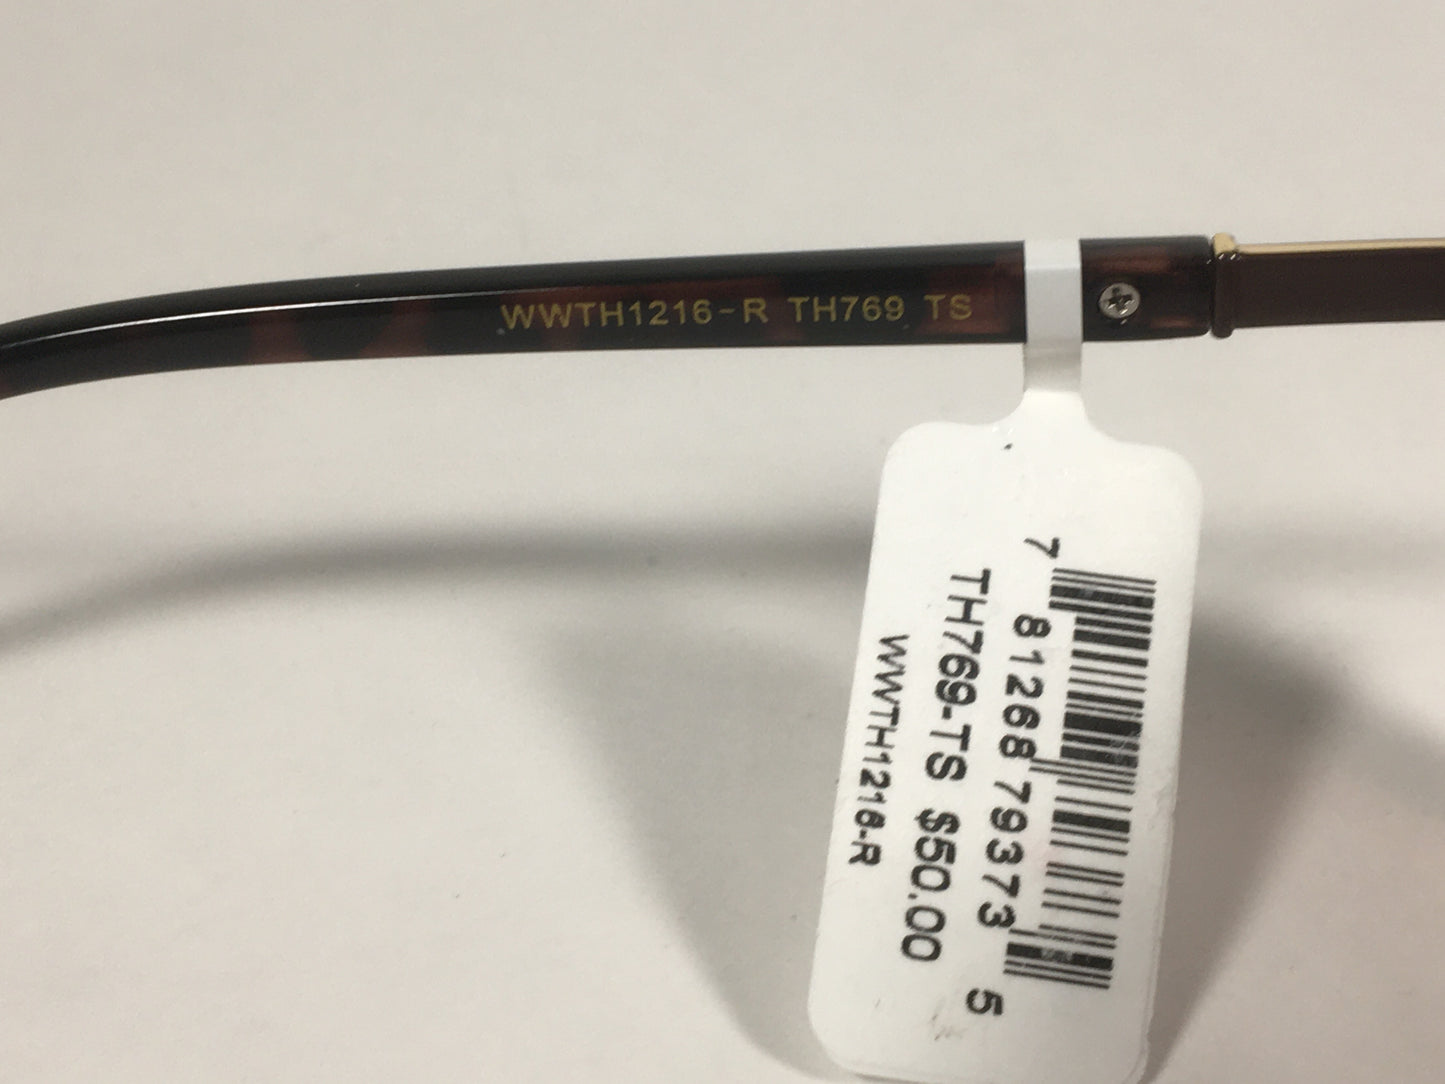 WWTH1216-R TH769 TS
7 81268 79373 5
TH769-TS $50.00
WWTH1216-R